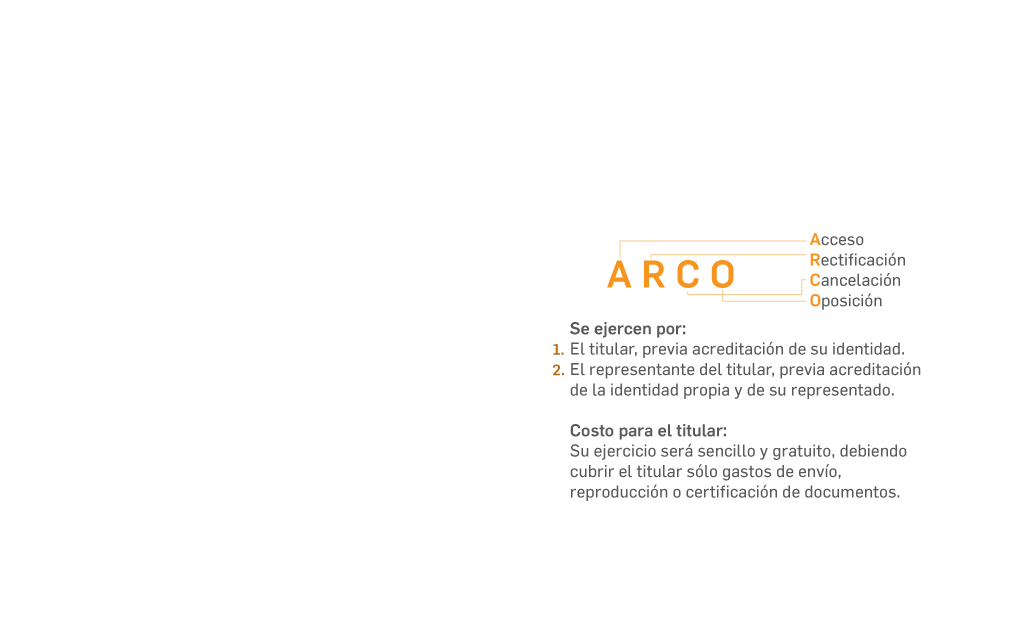 Acceso
Rectificación
A R C O
Cancelación
Oposición
Se ejercen por:
1. El titular, previa acreditación de su identidad.
2. El representante del titular, previa acreditación
de la identidad propia y de su representado.
Costo para el titular:
Su ejercicio será sencillo y gratuito, debiendo
cubrir el titular sólo gastos de envío,
reproducción o certificación de documentos.